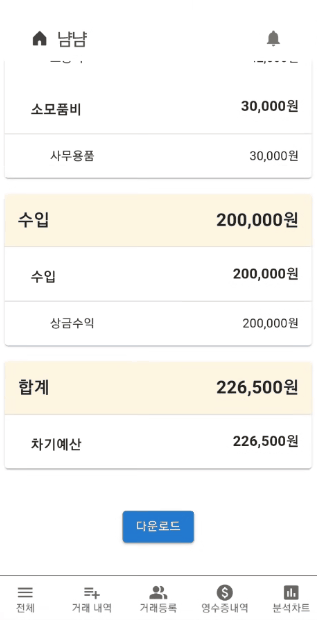 냠냠
소모품비 30,000원
사무용품 30,000원
수입 200,000원
수입 200,000원
상금수익 200,000원
합계 226,500원
차기예산 226,500원
다운로드
전체 거래 내역 거래등록 영수증내역 분석차트